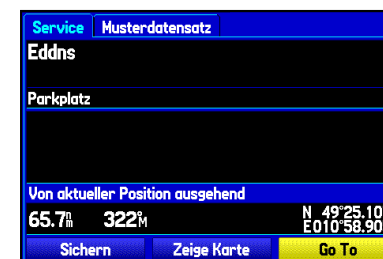 Service Musterdatensatz
Eddns
Parkplatz
Von aktueller Position ausgehend
65.7nm 322°M N 49°25.10
E010°58.90
Sichern Zeige Karte Go To